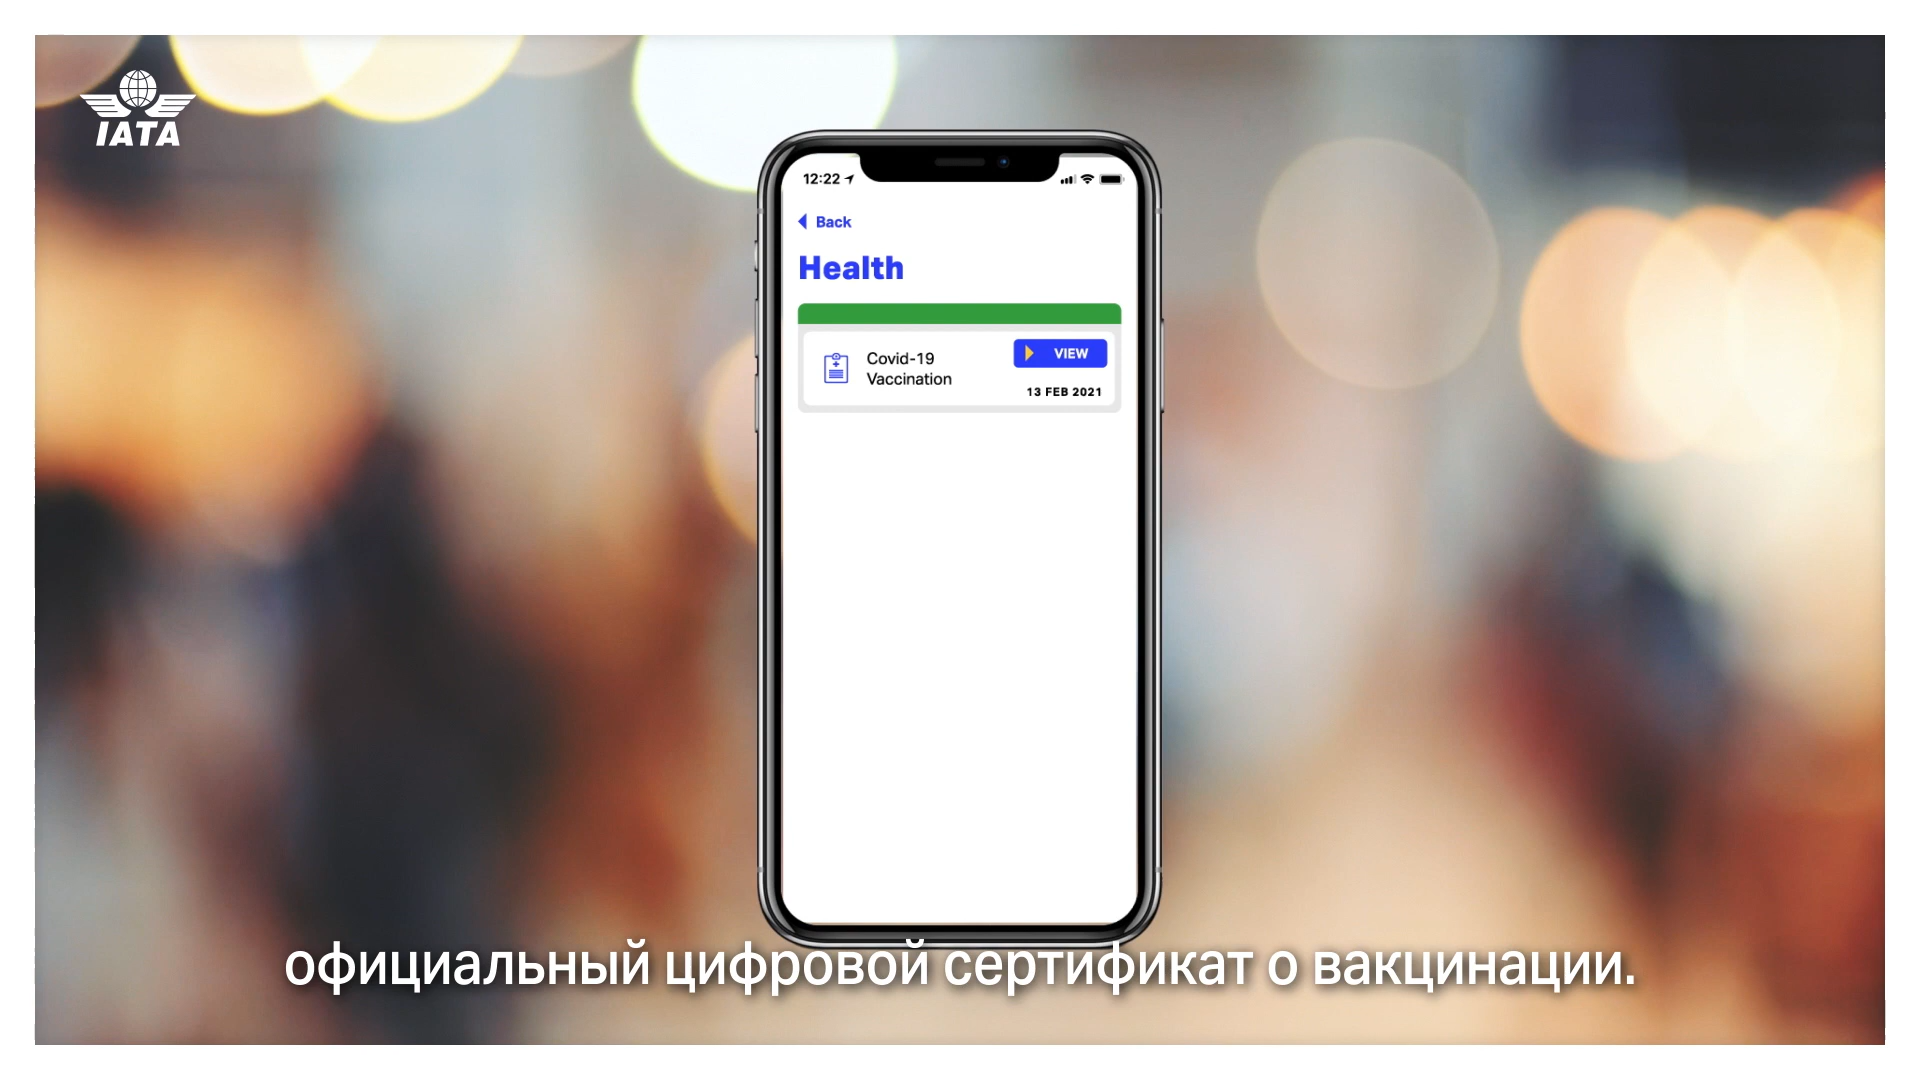 IATA
12:22
Back
Health
Covid-19
Vaccination
VIEW
13 FEB 2021
официальный цифровой сертификат о вакцинации.